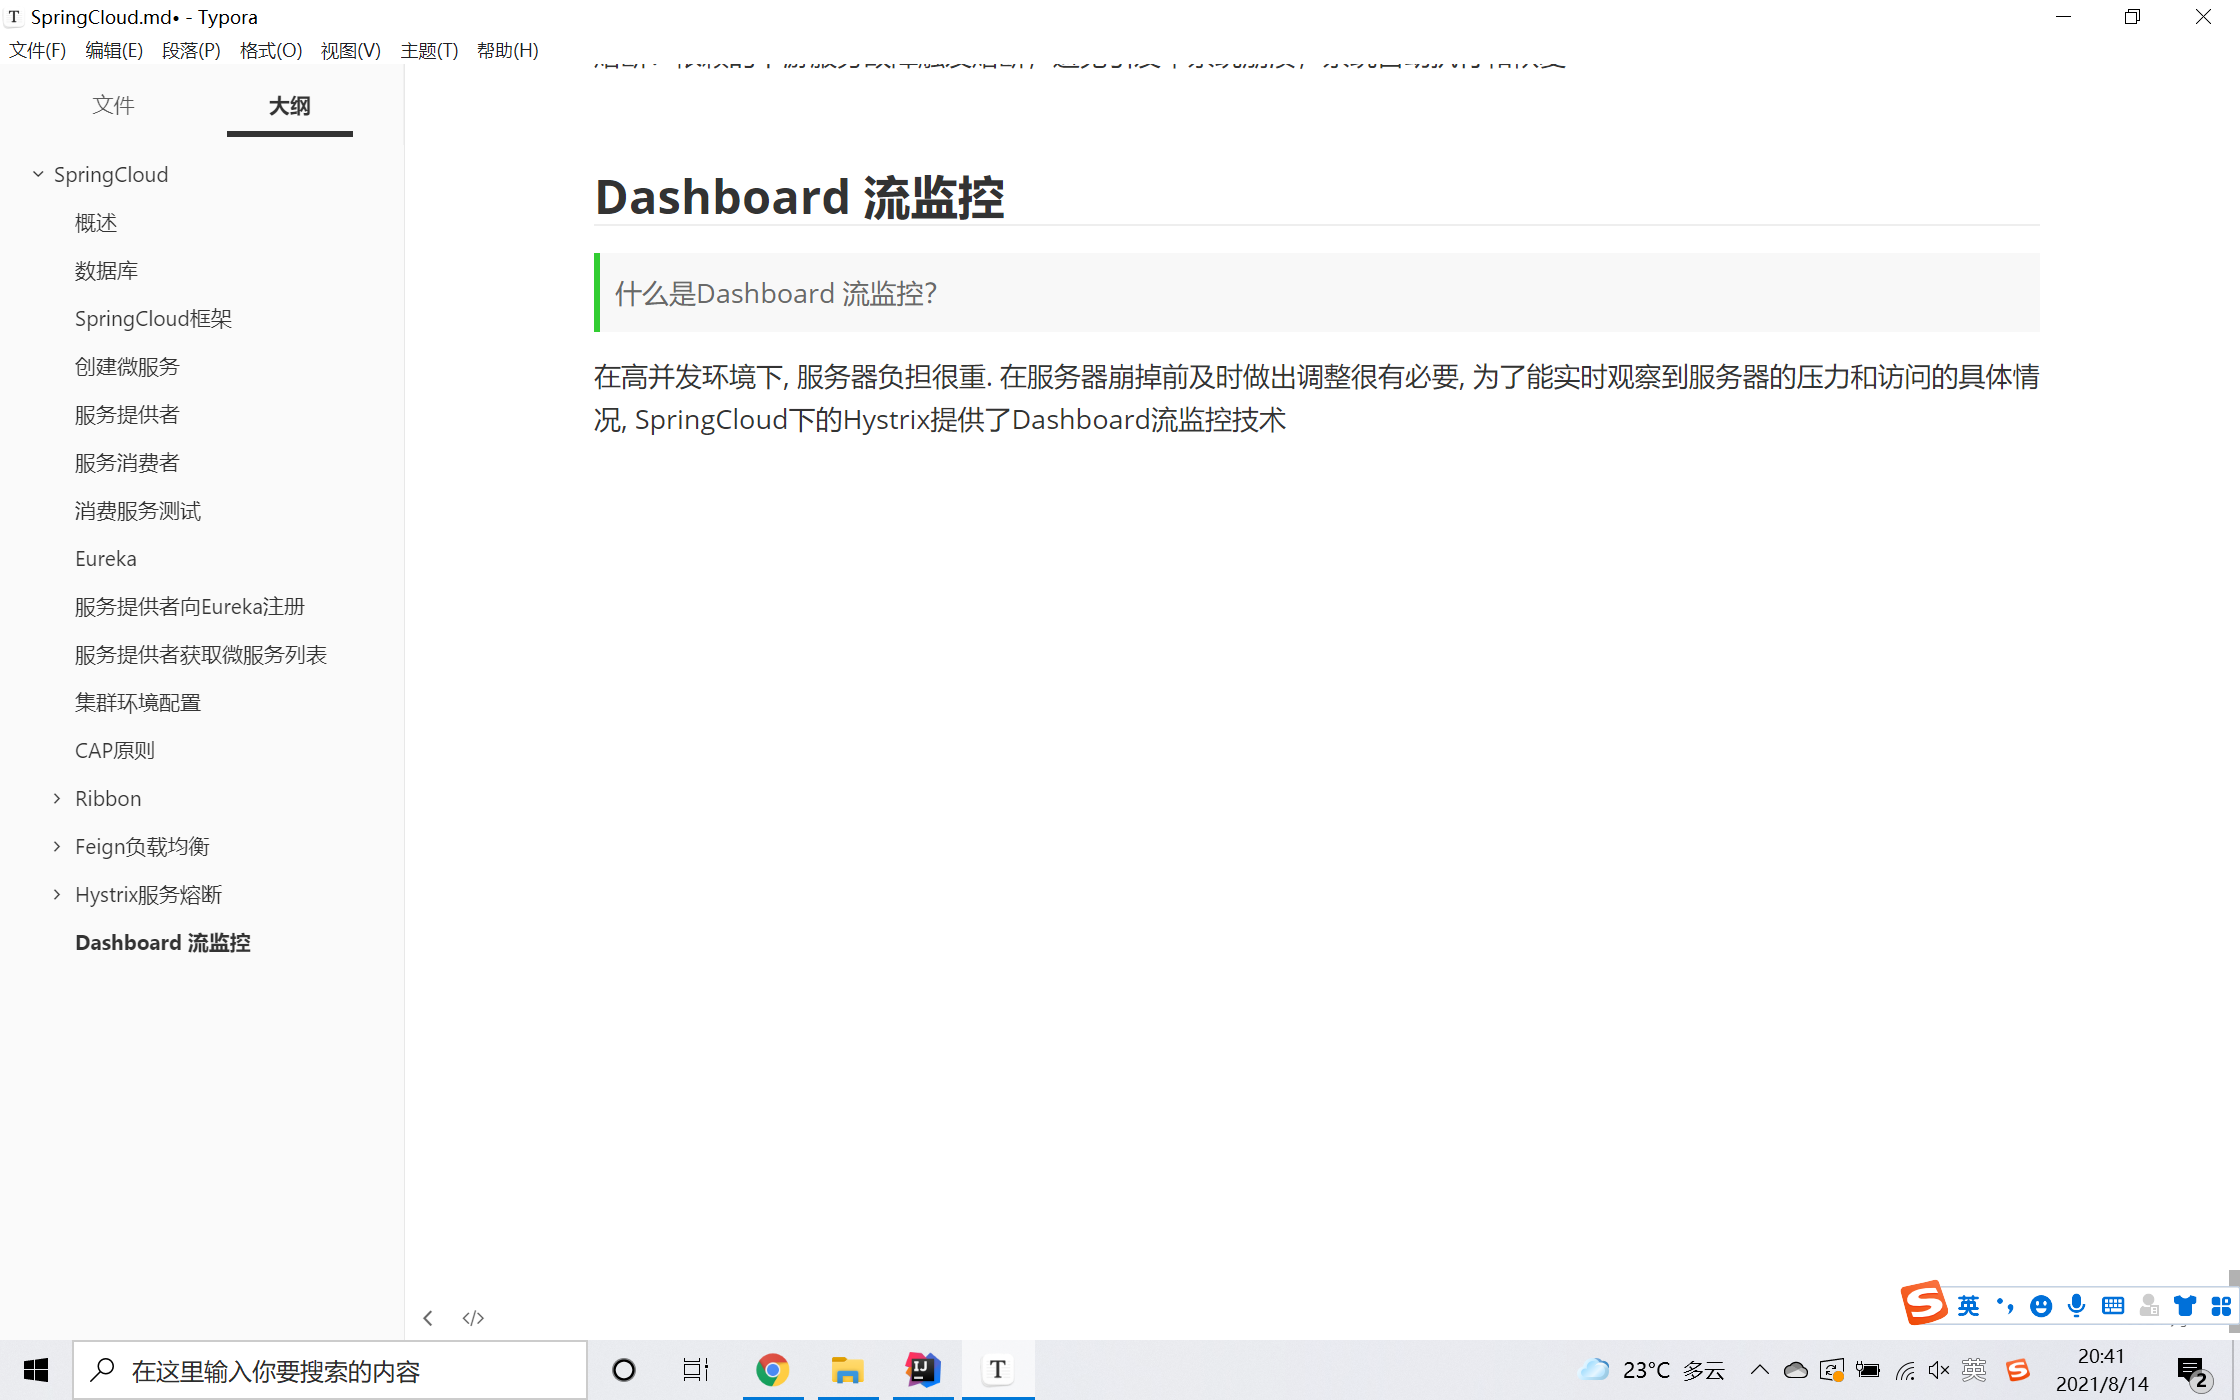 SpringCloud.md• - Typora
文件(F) 编辑(E) 段落(P) 格式(O) 视图(V) 主题(T) 帮助(H)
文件 大纲
SpringCloud
概述
数据库
SpringCloud框架
创建微服务
服务提供者
服务消费者
消费服务测试
Eureka
服务提供者向Eureka注册
服务提供者获取微服务列表
集群环境配置
CAP原则
Ribbon
Feign负载均衡
Hystrix服务熔断
Dashboard 流监控
Dashboard 流监控
什么是Dashboard 流监控?
在高并发环境下, 服务器负担很重. 在服务器崩掉前及时做出调整很有必要, 为了能实时观察到服务器的压力和访问的具体情
况, SpringCloud下的Hystrix提供了Dashboard流监控技术
英
在这里输入你要搜索的内容
23°C 多云
英
20:41
2021/8/14
2